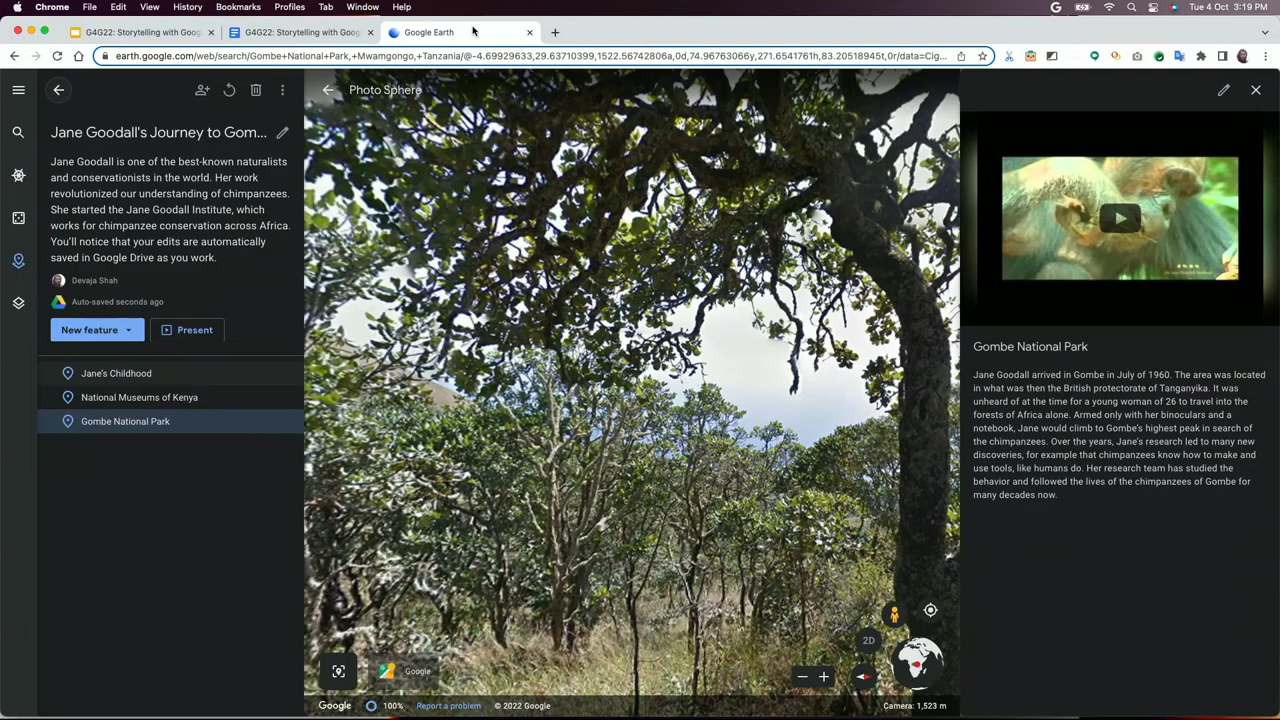 Chrome File Edit View History Bookmarks Profiles Tab Window Help Tue 4 Oct 3:19 PM
G4G22: Storytelling with Googl G4G22: Storytelling with Goog Google Earth
earth.google.com/web/search/Gombe+National+Park,+Mwamgongo,+Tanzania/@-4.69929633,29.63710399,1522.56742806a,0d,74.96763066y,271.6541761h,83.20518945t,0r/data=Cig...
Photo Sphere
Jane Goodall's Journey to Gom...
Jane Goodall is one of the best-known naturalists
and conservationists in the world. Her work
revolutionized our understanding of chimpanzees.
She started the Jane Goodall Institute, which
works for chimpanzee conservation across Africa.
You'll notice that your edits are automatically
saved in Google Drive as you work.
Devaja Shah
Auto-saved seconds ago
New feature Present
Jane's Childhood
National Museums of Kenya
Gombe National Park
Gombe National Park
Jane Goodall arrived in Gombe in July of 1960. The area was located
in what was then the British protectorate of Tanganyika. It was
unheard of at the time for a young woman of 26 to travel into the
forests of Africa alone. Armed only with her binoculars and a
notebook, Jane would climb to Gombe's highest peak in search of
the chimpanzees. Over the years, Jane's research led to many new
discoveries, for example that chimpanzees know how to make and
use tools, like humans do. Her research team has studied the
behavior and followed the lives of the chimpanzees of Gombe for
many decades now.
2D
Google
Google 100% Report a problem © 2022 Google Camera: 1,523 m